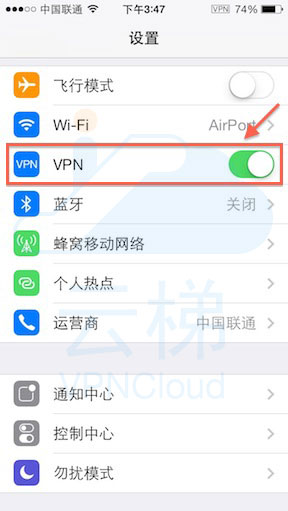 中国联通 下午3:47 VPN 74%
设置
飞行模式
Wi-Fi AirPort
VPN VPN
蓝牙 关闭
蜂窝移动网络
个人热点
运营商 中国联通
云梯
VPNCloud
通知中心
控制中心
勿扰模式